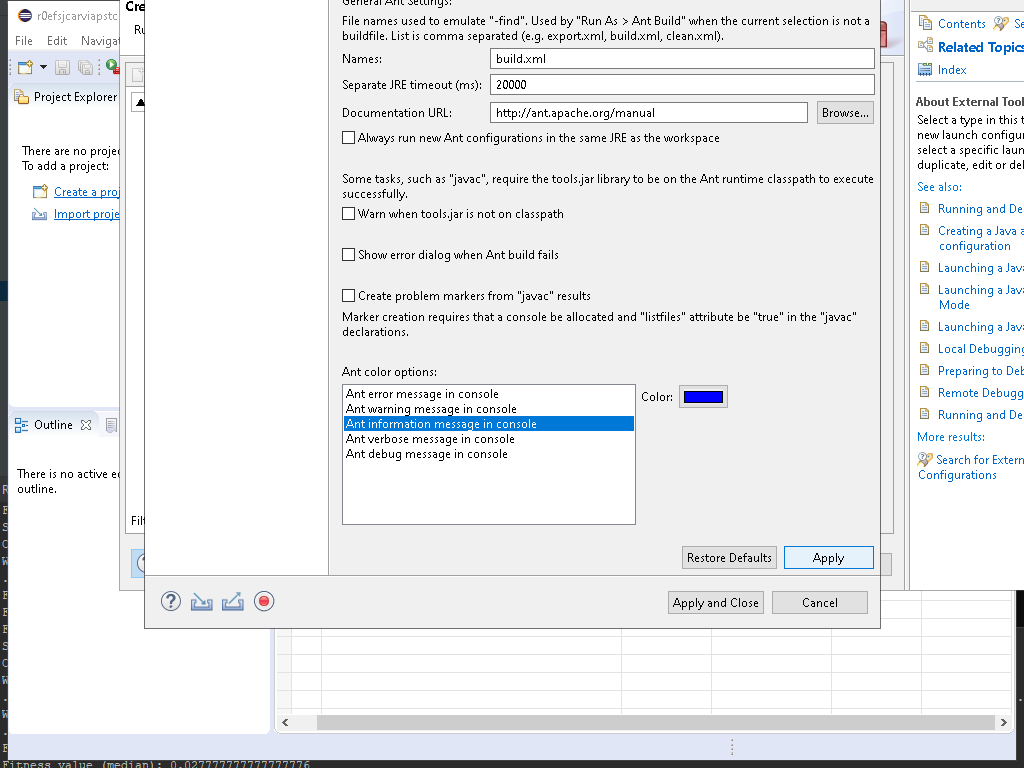 r0efsjcarviapstc
File Edit Naviga
Project Explorer
There are no proje
To add a project:
Create a proj
Import proje
Outline
There is no active e
outline.
Cre
Ru
Filt
General Ant Settings:
File names used to emulate "-find". Used by "Run As > Ant Build" when the current selection is not a
buildfile. List is comma separated (e.g. export.xml, build.xml, clean.xml).
Names: build.xml
Separate JRE timeout (ms): 20000
Documentation URL: http://ant.apache.org/manual Browse...
Always run new Ant configurations in the same JRE as the workspace
Some tasks, such as "javac", require the tools.jar library to be on the Ant runtime classpath to execute
successfully.
Warn when tools.jar is not on classpath
Show error dialog when Ant build fails
Create problem markers from "javac" results
Marker creation requires that a console be allocated and "listfiles" attribute be "true" in the "javac"
declarations.
Ant color options:
Ant error message in console
Ant warning message in console
Ant information message in console
Ant verbose message in console
Ant debug message in console
Color:
Restore Defaults Apply
Apply and Close Cancel
Contents Se
Related Topics
Index
About External Tool
Select a type in this t
new launch configur
select a specific laun
duplicate, edit or del
See also:
Running and De
Creating a Java a
configuration
Launching a Java
Launching a Java
Mode
Launching a Java
Local Debugging
Preparing to Deb
Remote Debugg
Running and De
More results:
Search for Extern
Configurations
Fitness value (median): 0.027777777777777776